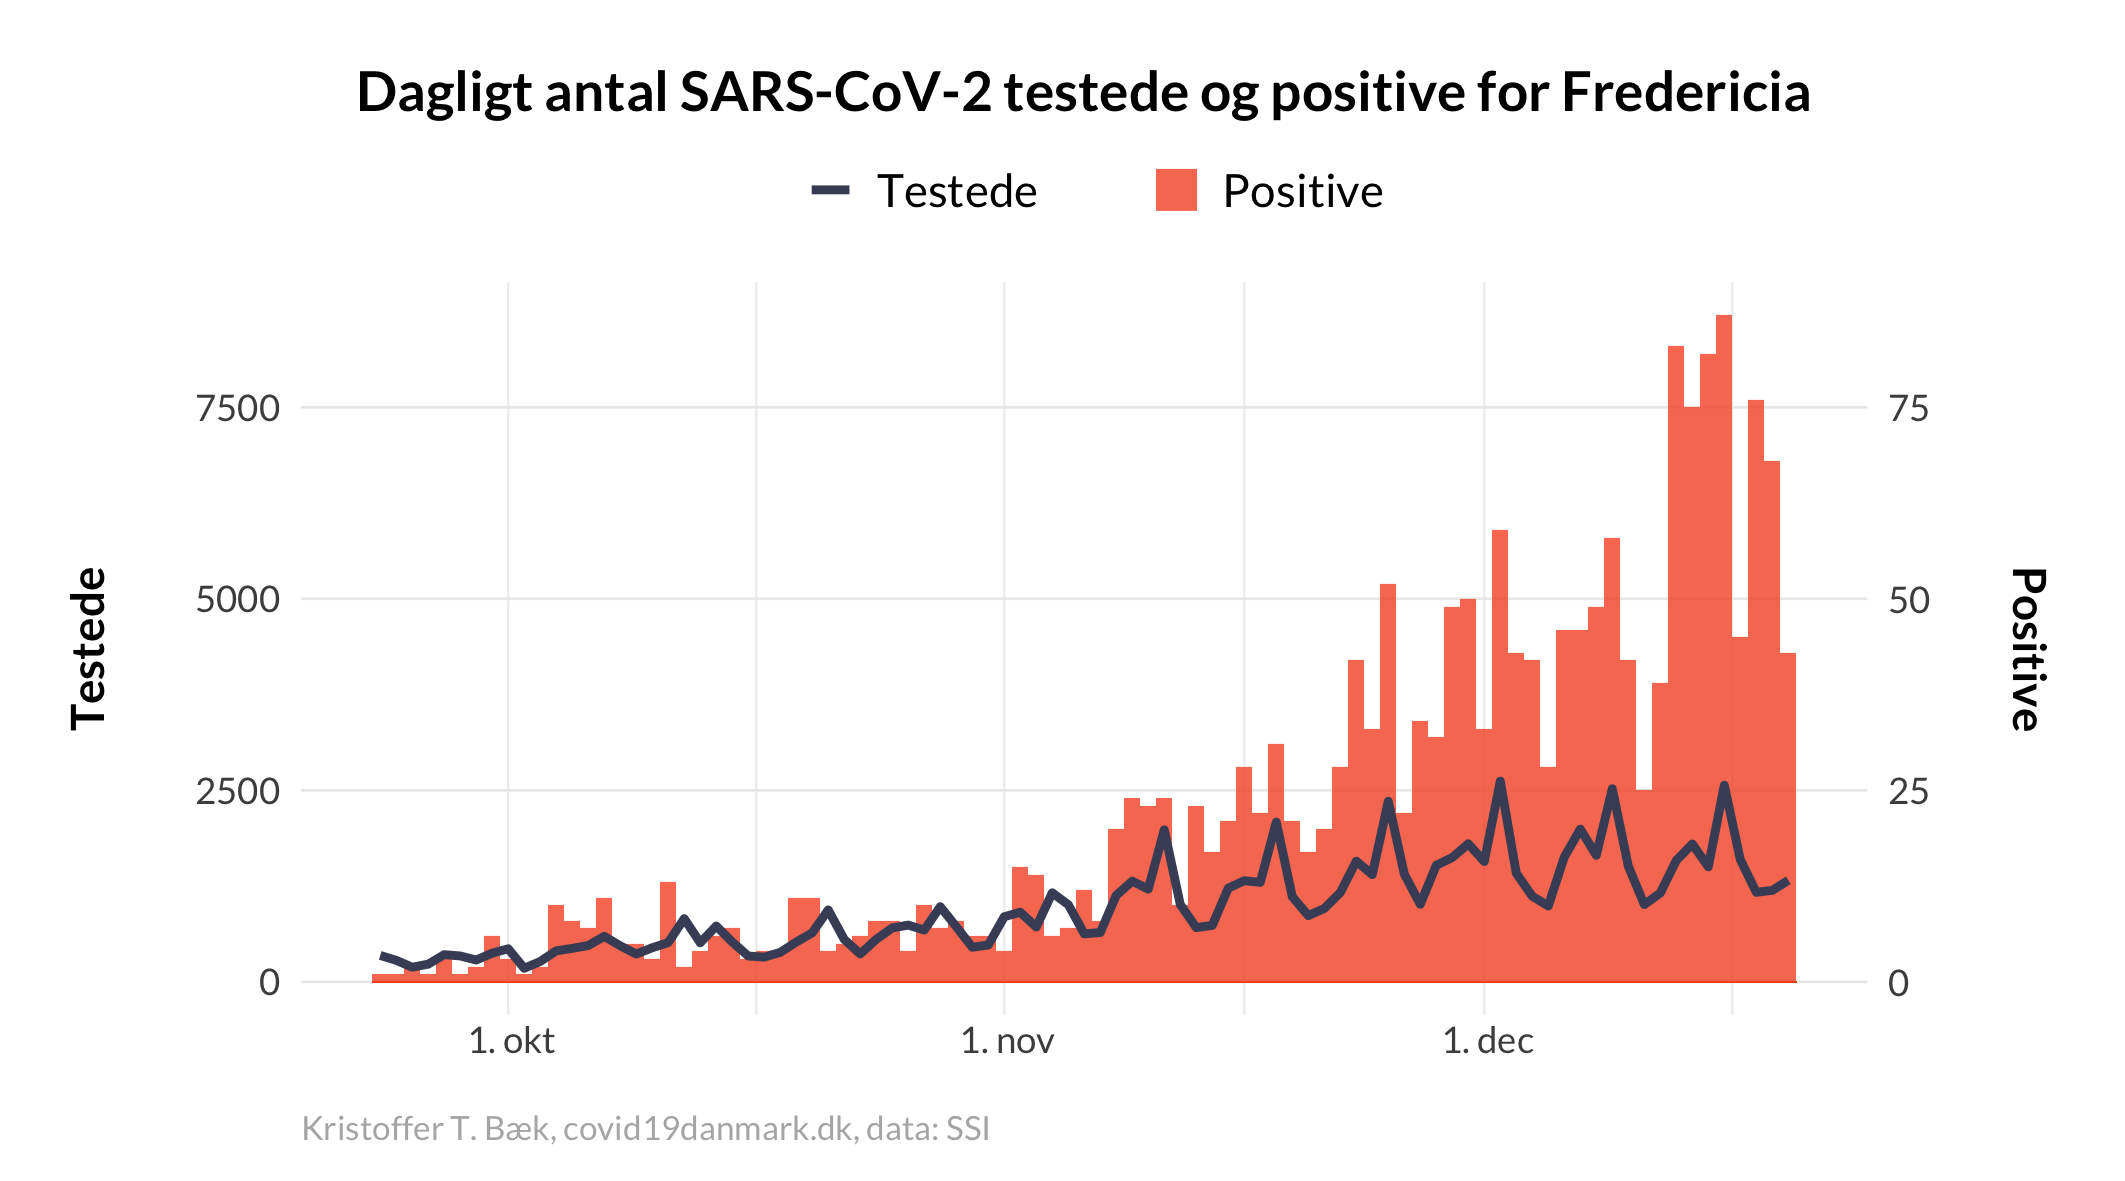 Dagligt antal SARS-CoV-2 testede og positive for Fredericia
Testede
Positive
7500
5000
2500
0
Testede
75
50
25
0
Positive
1. okt
1. nov
1. dec
Kristoffer T. Bæk, covid19danmark.dk, data: SSI